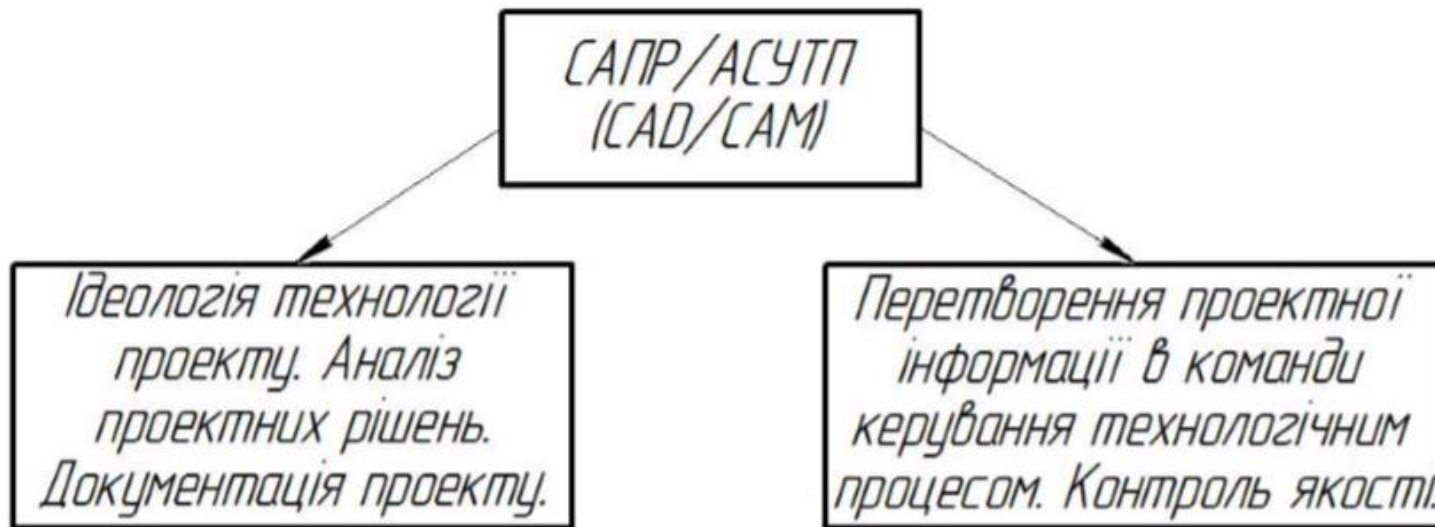 САПР/АСУТП
(CAD/CAM)
Ідеологія технології
проекту. Аналіз
проектних рішень.
Документація проекту.
Перетворення проектної
інформації в команди
керування технологічним
процесом. Контроль якості.